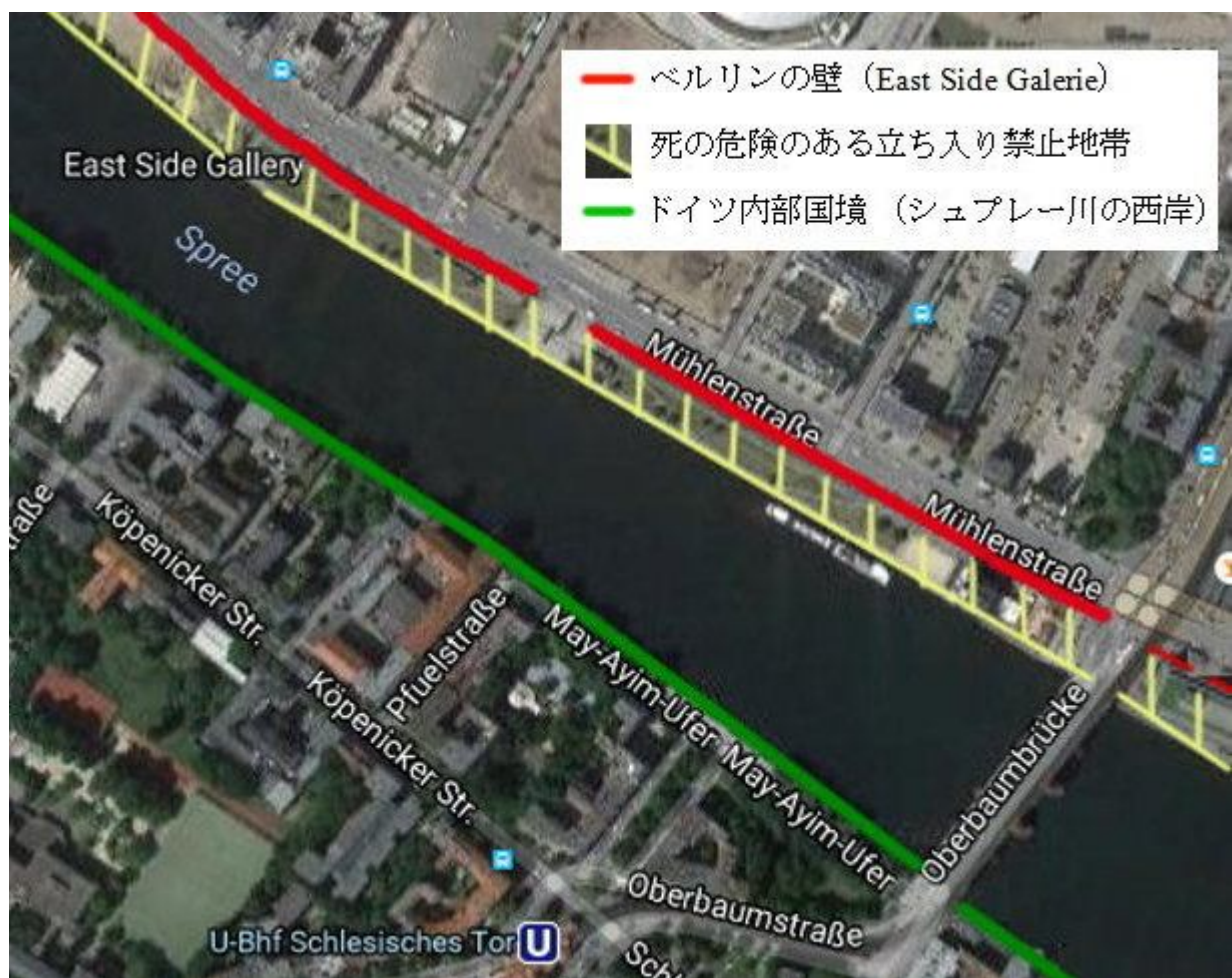 ベルリンの壁 (East Side Galerie)
死の危険のある立ち入り禁止地帯
ドイツ内部国境 (シュプレー川の西岸)
East Side Gallery
Spree
Mühlenstraße
Mühlenstraße
Köpenicker Str.
Pfuelstraße
Köpenicker Str.
May-Ayim-Ufer
May-Ayim-Ufer
Oberbaumbrücke
Oberbaumstraße
U-Bhf Schlesisches Tor U